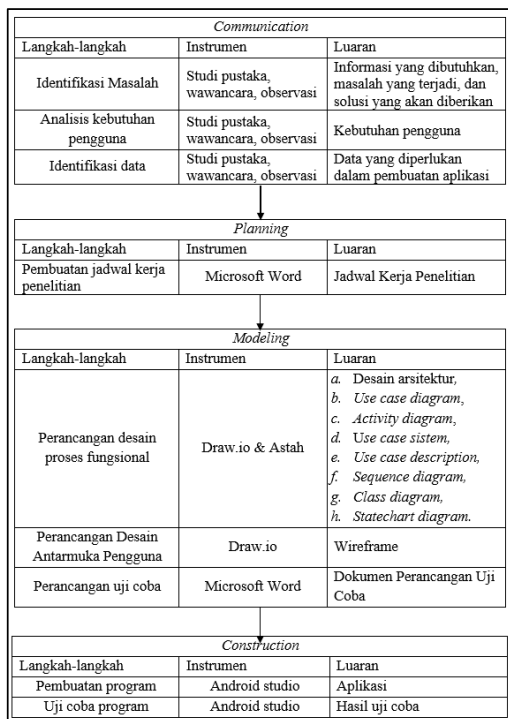 Communication
Langkah-langkah Instrumen Luaran
Identifikasi Masalah
Studi pustaka,
wawancara, observasi
Informasi yang dibutuhkan,
masalah yang terjadi, dan
solusi yang akan diberikan
Analisis kebutuhan
pengguna
Studi pustaka,
wawancara, observasi
Kebutuhan pengguna
Identifikasi data
Studi pustaka,
wawancara, observasi
Data yang diperlukan
dalam pembuatan aplikasi
Planning
Langkah-langkah Instrumen Luaran
Pembuatan jadwal kerja
penelitian
Microsoft Word
Jadwal Kerja Penelitian
Modeling
Langkah-langkah Instrumen Luaran
Perancangan desain
proses fungsional
Draw.io & Astah
a. Desain arsitektur,
b. Use case diagram,
c. Activity diagram,
d. Use case sistem,
e. Use case description,
f. Sequence diagram,
g. Class diagram,
h. Statechart diagram.
Perancangan Desain
Antarmuka Pengguna
Draw.io
Wireframe
Perancangan uji coba
Microsoft Word
Dokumen Perancangan Uji
Coba
Construction
Langkah-langkah Instrumen Luaran
Pembuatan program Android studio Aplikasi
Uji coba program Android studio Hasil uji coba